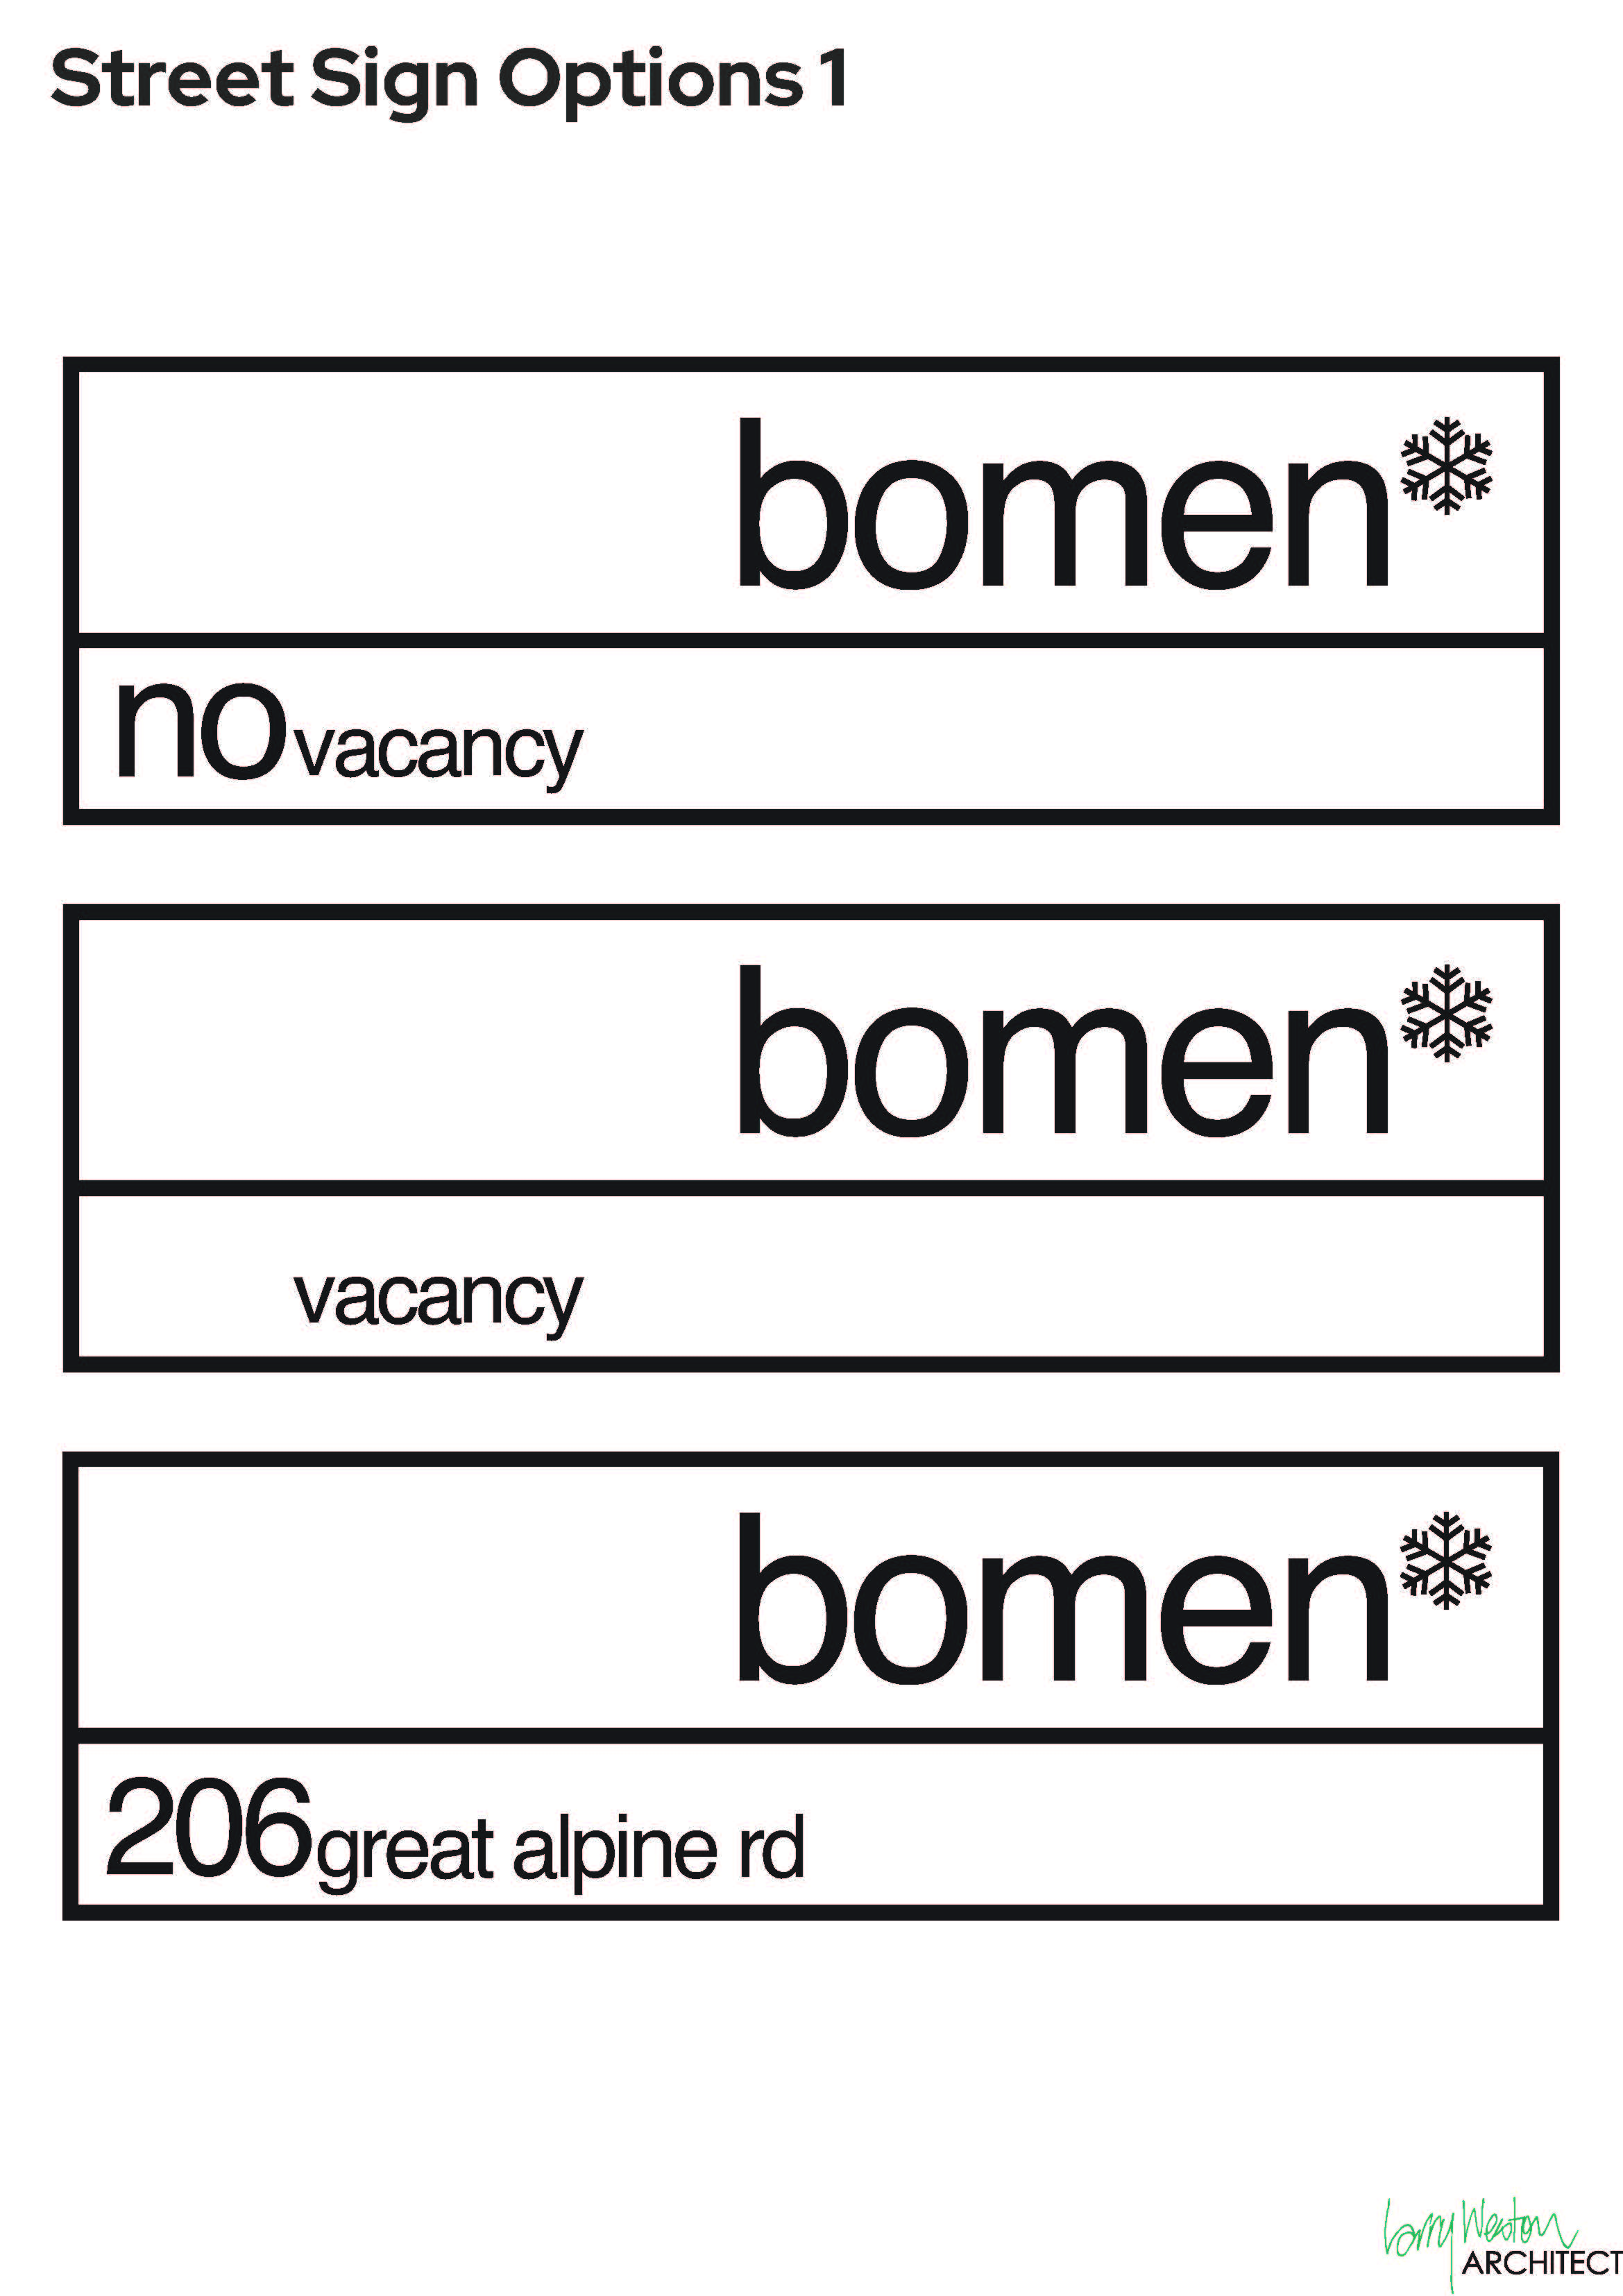 Street Sign Options 1
bomen
novacancy
bomen
vacancy
bomen
206great alpine rd
Larry Weston
ARCHITECT